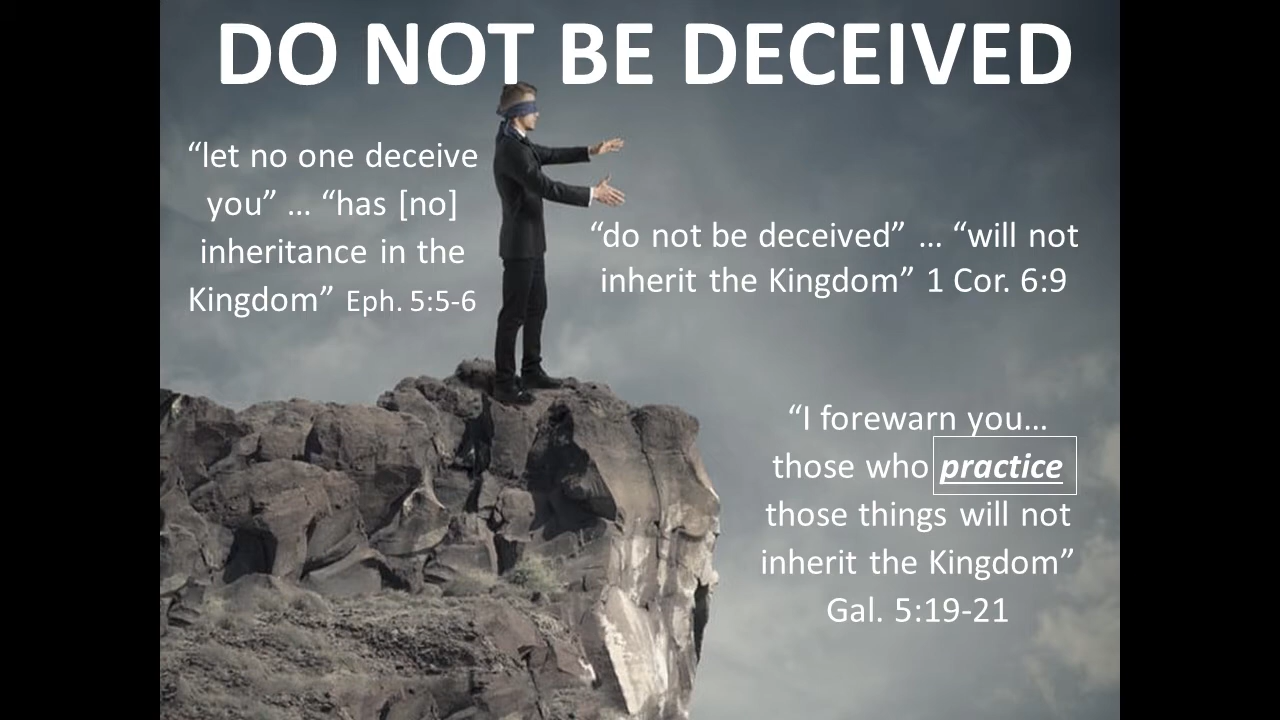 DO NOT BE DECEIVED
“let no one deceive
you” … “has [no]
inheritance in the
Kingdom” Eph. 5:5-6
“do not be deceived” … “will not
inherit the Kingdom” 1 Cor. 6:9
“I forewarn you…
those who practice
those things will not
inherit the Kingdom”
Gal. 5:19-21